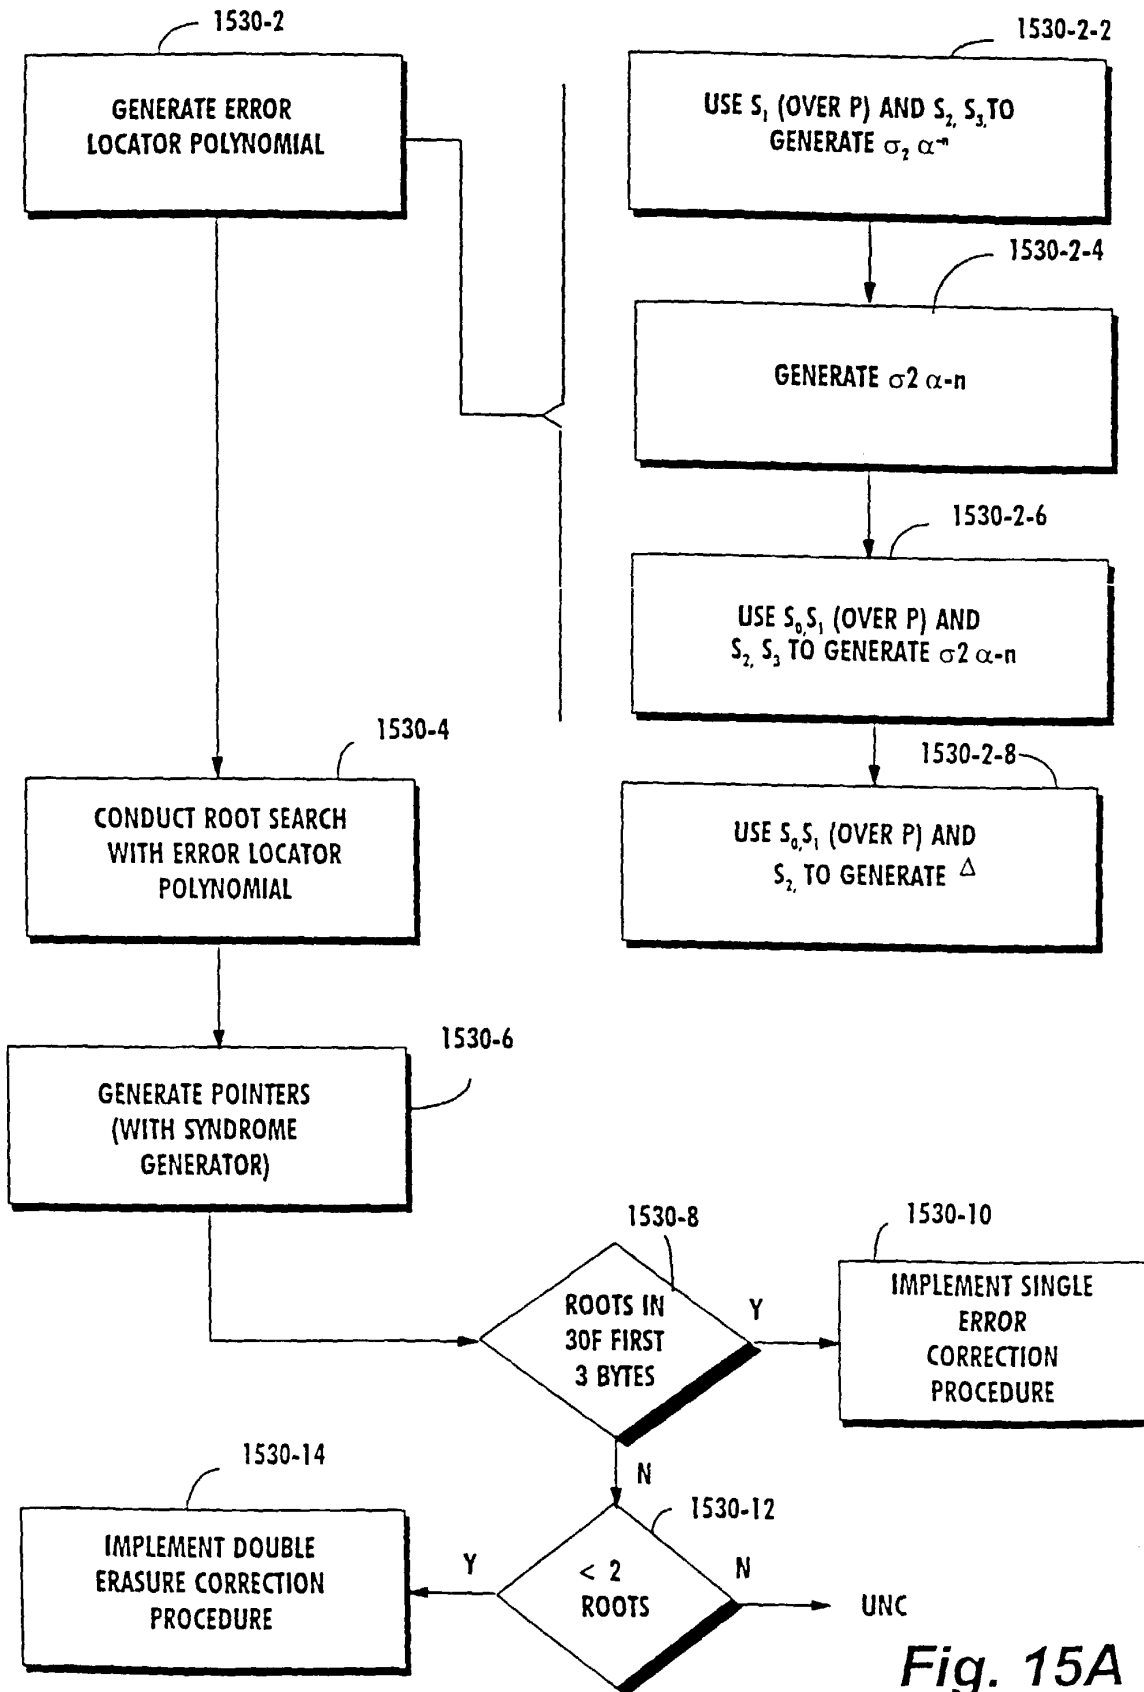 1530-2
GENERATE ERROR
LOCATOR POLYNOMIAL
1530-2-2
USE S₁ (OVER P) AND S₂, S₃,TO
GENERATE σ₂ α⁻ⁿ
1530-2-4
GENERATE σ2 α-n
1530-2-6
USE S₀,S₁ (OVER P) AND
S₂, S₃ TO GENERATE σ2 α-n
1530-2-8
USE S₀,S₁ (OVER P) AND
S₂, TO GENERATE Δ
1530-4
CONDUCT ROOT SEARCH
WITH ERROR LOCATOR
POLYNOMIAL
1530-6
GENERATE POINTERS
(WITH SYNDROME
GENERATOR)
1530-8
ROOTS IN
30F FIRST
3 BYTES
Y
N
1530-10
IMPLEMENT SINGLE
ERROR
CORRECTION
PROCEDURE
1530-12
< 2
ROOTS
Y
N
UNC
1530-14
IMPLEMENT DOUBLE
ERASURE CORRECTION
PROCEDURE
Fig. 15A